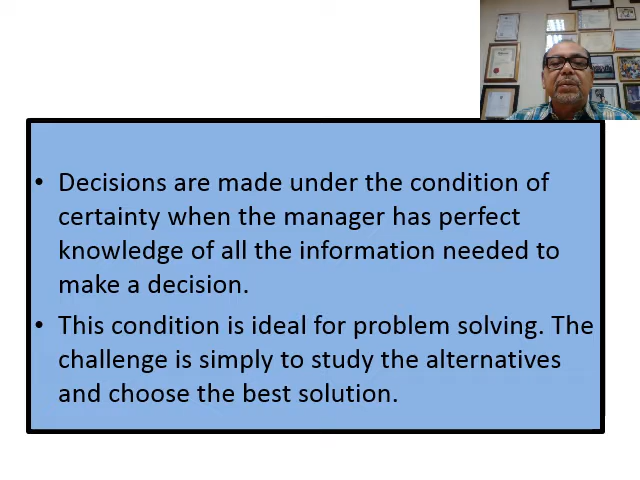 • Decisions are made under the condition of
certainty when the manager has perfect
knowledge of all the information needed to
make a decision.
• This condition is ideal for problem solving. The
challenge is simply to study the alternatives
and choose the best solution.